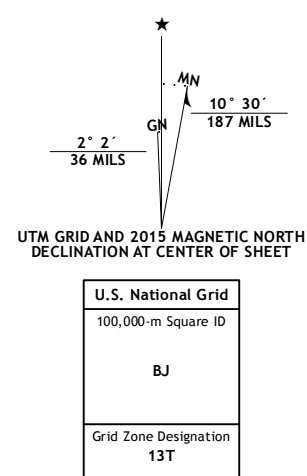 ★
MN
GN
10° 30´
187 MILS
2° 2´
36 MILS
UTM GRID AND 2015 MAGNETIC NORTH
DECLINATION AT CENTER OF SHEET
U.S. National Grid
100,000-m Square ID
BJ
Grid Zone Designation
13T